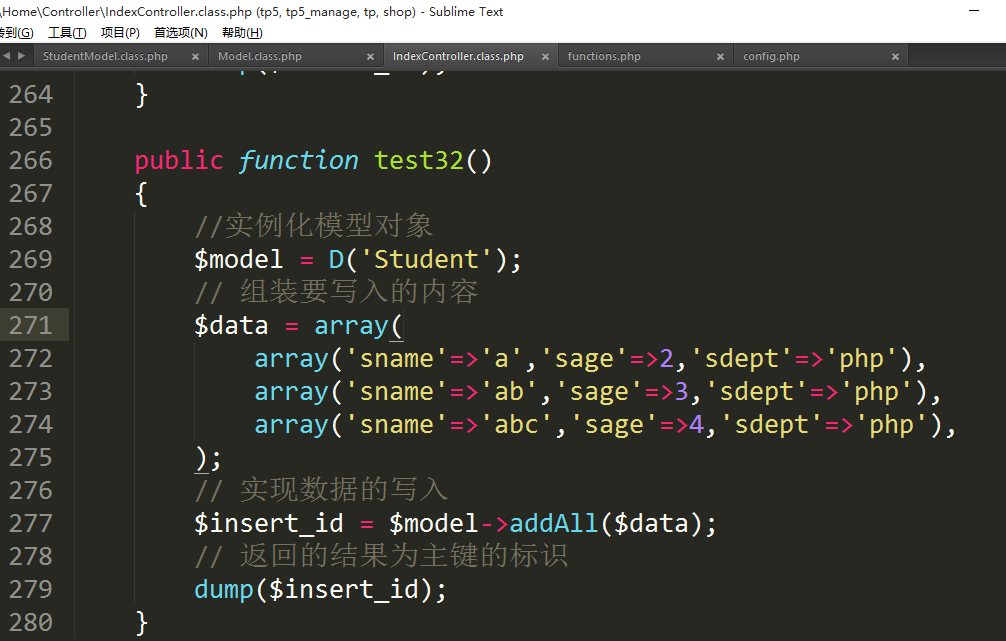 \Home\Controller\IndexController.class.php (tp5, tp5_manage, tp, shop) - Sublime Text
转到(G) 工具(T) 项目(P) 首选项(N) 帮助(H)
StudentModel.class.php × Model.class.php × IndexController.class.php × functions.php × config.php ×
264 }
265
266 public function test32()
267 {
268 //实例化模型对象
269 $model = D('Student');
270 // 组装要写入的内容
271 $data = array(
272 array('sname'=>'a','sage'=>2,'sdept'=>'php'),
273 array('sname'=>'ab','sage'=>3,'sdept'=>'php'),
274 array('sname'=>'abc','sage'=>4,'sdept'=>'php'),
275 );
276 // 实现数据的写入
277 $insert_id = $model->addAll($data);
278 // 返回的结果为主键的标识
279 dump($insert_id);
280 }